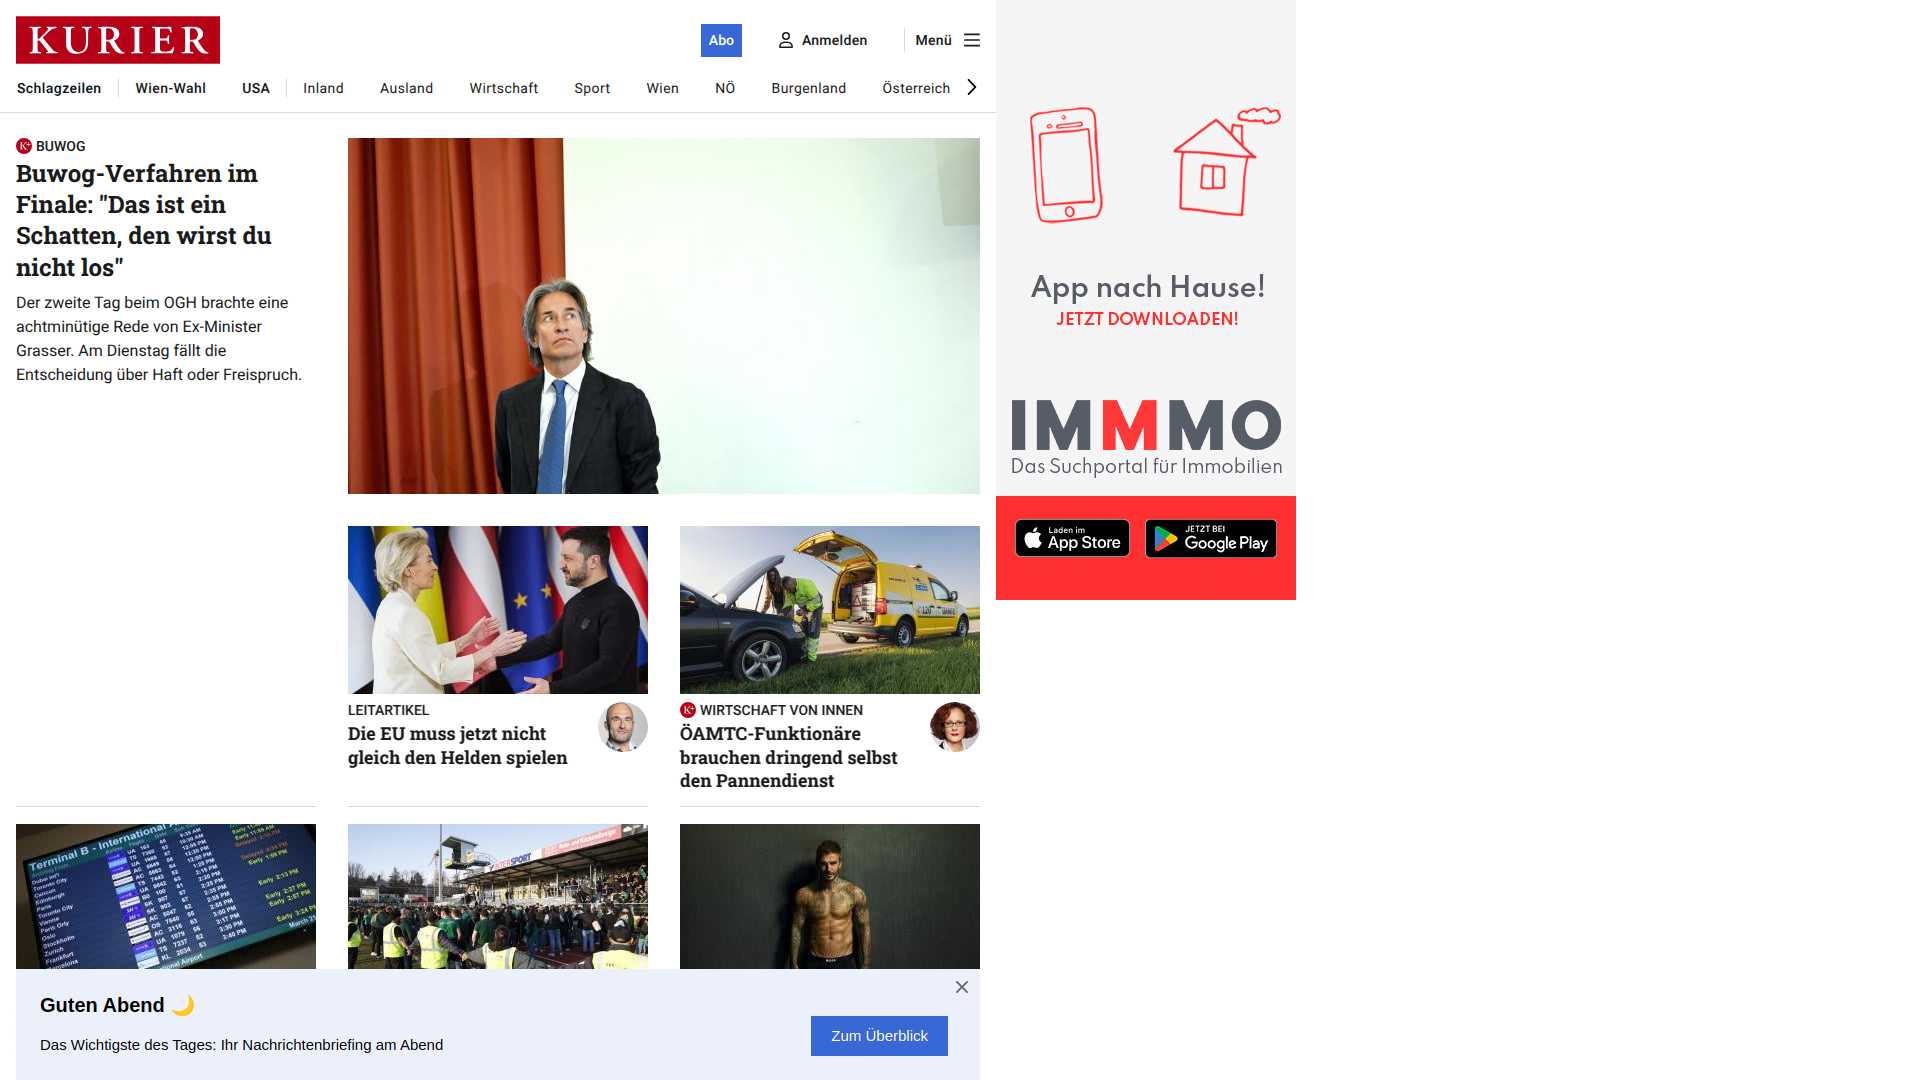 KURIER
Abo
Anmelden
Menü
Schlagzeilen
Wien-Wahl
USA
Inland
Ausland
Wirtschaft
Sport
Wien
NÖ
Burgenland
Österreich
BUWOG
Buwog-Verfahren im
Finale: "Das ist ein
Schatten, den wirst du
nicht los"
Der zweite Tag beim OGH brachte eine
achtminütige Rede von Ex-Minister
Grasser. Am Dienstag fällt die
Entscheidung über Haft oder Freispruch.
LEITARTIKEL
Die EU muss jetzt nicht
gleich den Helden spielen
WIRTSCHAFT VON INNEN
ÖAMTC-Funktionäre
brauchen dringend selbst
den Pannendienst
Terminal B - International
INTERSPORT
Guten Abend 🌙
Das Wichtigste des Tages: Ihr Nachrichtenbriefing am Abend
Zum Überblick
App nach Hause!
JETZT DOWNLOADEN!
IMMMO
Das Suchportal für Immobilien
Laden im
App Store
JETZT BEI
Google Play